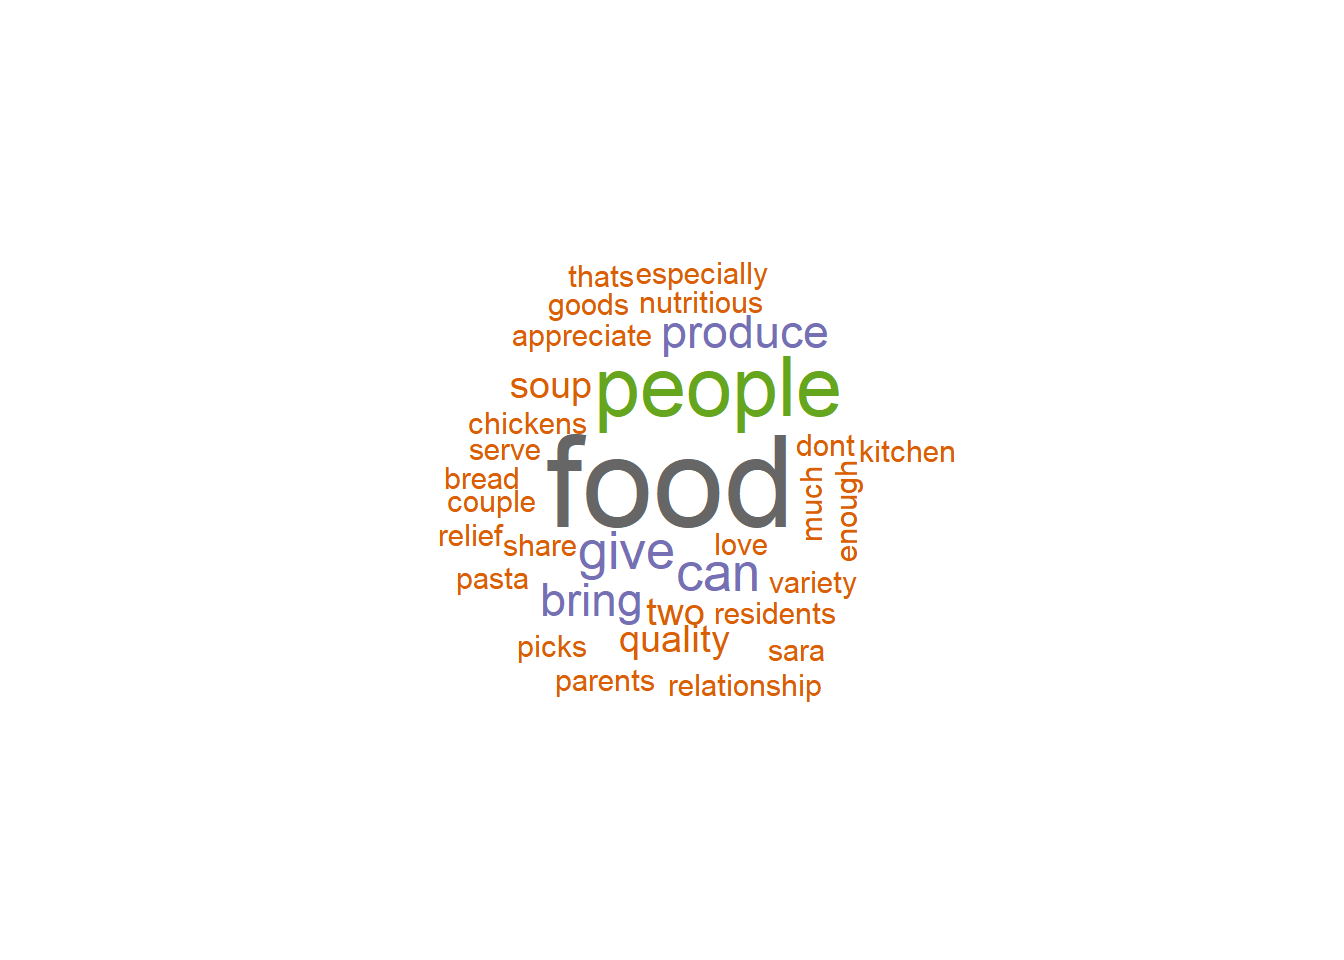 thats especially
goods nutritious
appreciate produce
soup people
chickens
serve food dont kitchen
bread
couple much enough
relief share give love
pasta can variety
bring two residents
picks quality sara
parents relationship